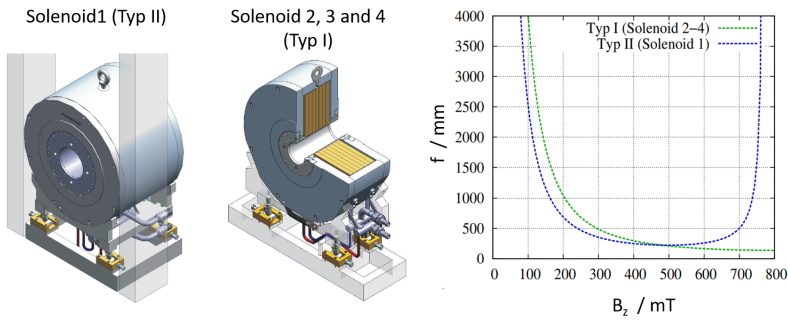 Solenoid1 (Typ II)
Solenoid 2, 3 and 4
(Typ I)
Typ I (Solenoid 2-4)
Typ II (Solenoid 1)
4000
3500
3000
2500
2000
1500
1000
500
0
f / mm
0 100 200 300 400 500 600 700 800
B_z / mT